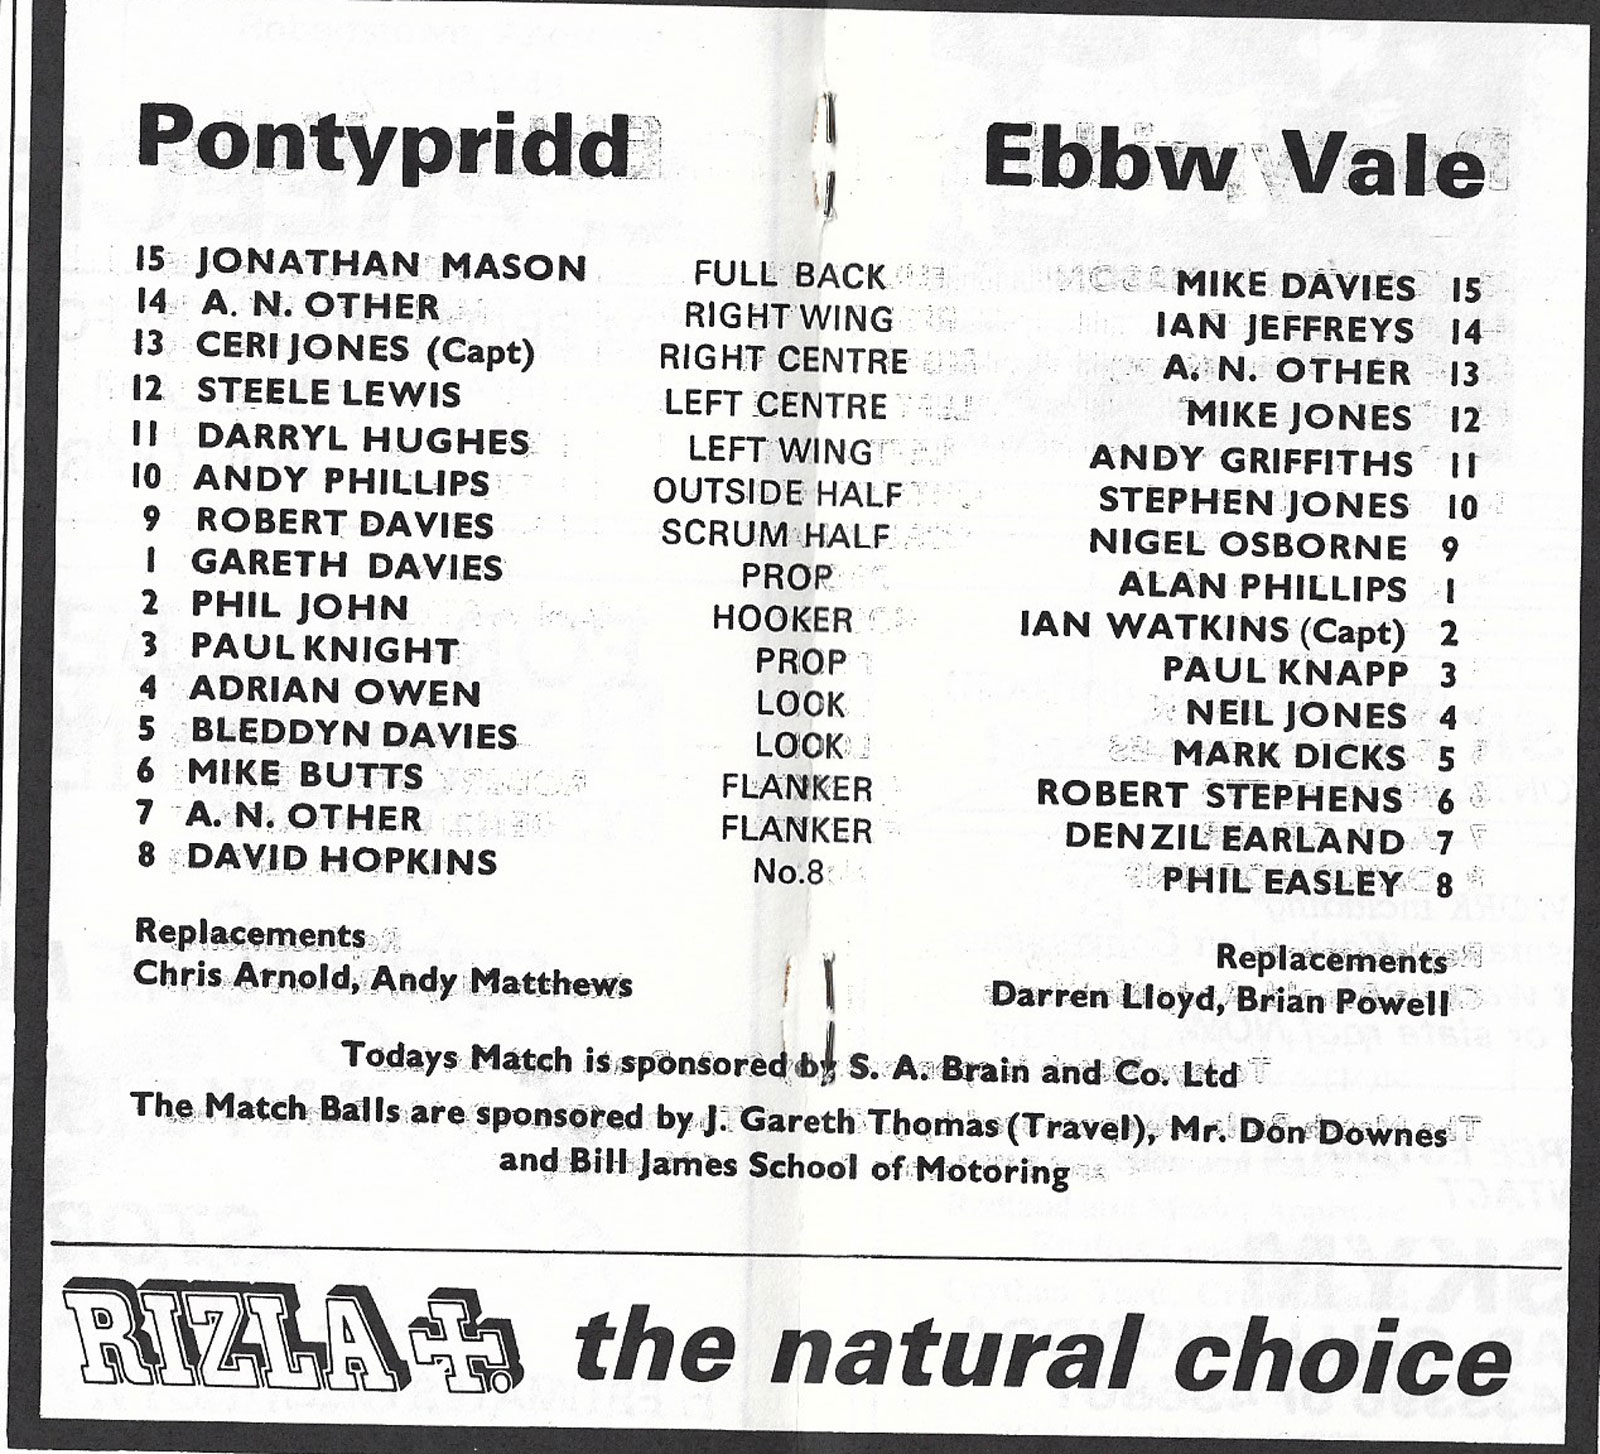 Pontypridd Ebbw Vale
15 JONATHAN MASON FULL BACK MIKE DAVIES 15
14 A. N. OTHER RIGHT WING IAN JEFFREYS 14
13 CERI JONES (Capt) RIGHT CENTRE A. N. OTHER 13
12 STEELE LEWIS LEFT CENTRE MIKE JONES 12
11 DARRYL HUGHES LEFT WING ANDY GRIFFITHS 11
10 ANDY PHILLIPS OUTSIDE HALF STEPHEN JONES 10
9 ROBERT DAVIES SCRUM HALF NIGEL OSBORNE 9
1 GARETH DAVIES PROP ALAN PHILLIPS 1
2 PHIL JOHN HOOKER IAN WATKINS (Capt) 2
3 PAUL KNIGHT PROP PAUL KNAPP 3
4 ADRIAN OWEN LOCK NEIL JONES 4
5 BLEDDYN DAVIES LOCK MARK DICKS 5
6 MIKE BUTTS FLANKER ROBERT STEPHENS 6
7 A. N. OTHER FLANKER DENZIL EARLAND 7
8 DAVID HOPKINS No.8 PHIL EASLEY 8
Replacements Replacements
Chris Arnold, Andy Matthews Darren Lloyd, Brian Powell
Todays Match is sponsored by S. A. Brain and Co. Ltd
The Match Balls are sponsored by J. Gareth Thomas (Travel), Mr. Don Downes
and Bill James School of Motoring
RIZLA+. the natural choice